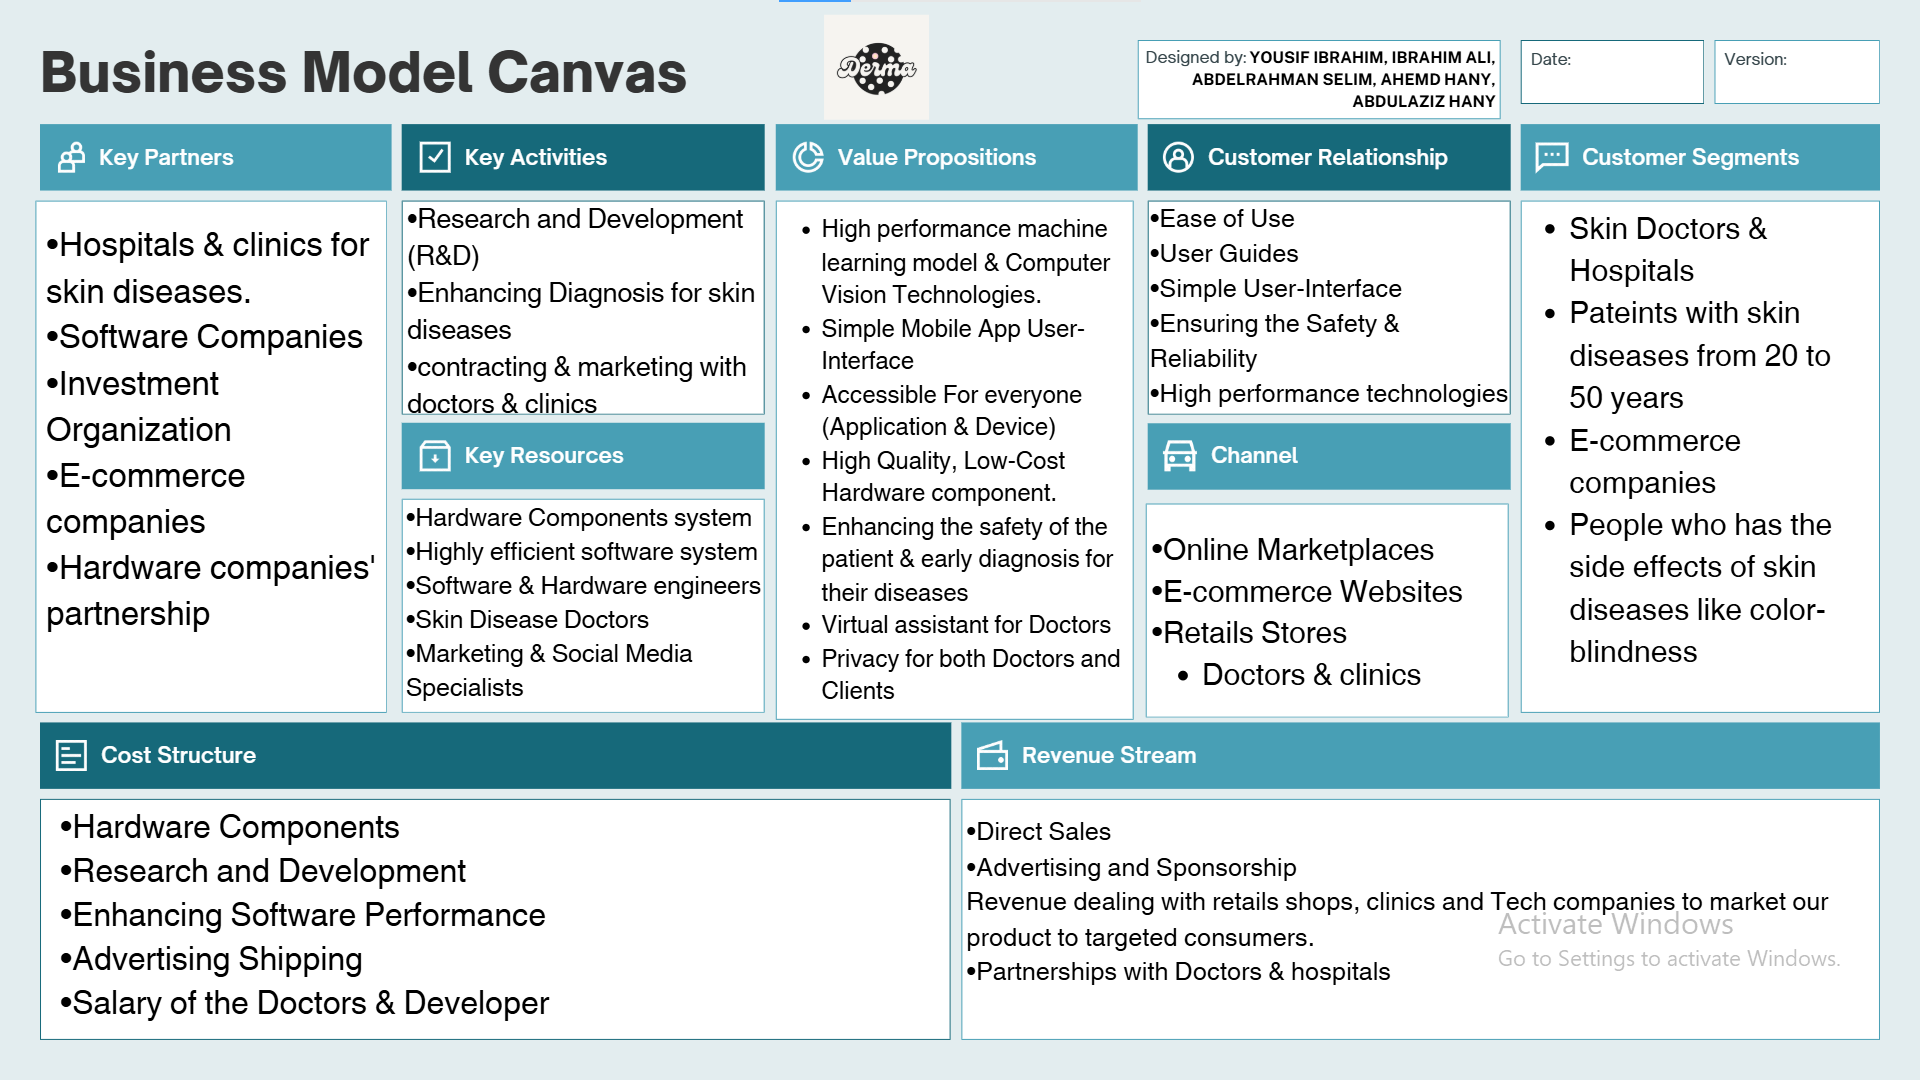 Business Model Canvas
Derma
Designed by: YOUSIF IBRAHIM, IBRAHIM ALI,
ABDELRAHMAN SELIM, AHEMD HANY,
ABDULAZIZ HANY
Date:
Version:
Key Partners
•Hospitals & clinics for
skin diseases.
•Software Companies
•Investment
Organization
•E-commerce
companies
•Hardware companies'
partnership
Key Activities
•Research and Development
(R&D)
•Enhancing Diagnosis for skin
diseases
•contracting & marketing with
doctors & clinics
Key Resources
•Hardware Components system
•Highly efficient software system
•Software & Hardware engineers
•Skin Disease Doctors
•Marketing & Social Media
Specialists
Value Propositions
• High performance machine
learning model & Computer
Vision Technologies.
• Simple Mobile App User-
Interface
• Accessible For everyone
(Application & Device)
• High Quality, Low-Cost
Hardware component.
• Enhancing the safety of the
patient & early diagnosis for
their diseases
• Virtual assistant for Doctors
• Privacy for both Doctors and
Clients
Customer Relationship
•Ease of Use
•User Guides
•Simple User-Interface
•Ensuring the Safety &
Reliability
•High performance technologies
Channel
•Online Marketplaces
•E-commerce Websites
•Retails Stores
• Doctors & clinics
Customer Segments
• Skin Doctors &
Hospitals
• Pateints with skin
diseases from 20 to
50 years
• E-commerce
companies
• People who has the
side effects of skin
diseases like color-
blindness
Cost Structure
•Hardware Components
•Research and Development
•Enhancing Software Performance
•Advertising Shipping
•Salary of the Doctors & Developer
Revenue Stream
•Direct Sales
•Advertising and Sponsorship
Revenue dealing with retails shops, clinics and Tech companies to market our
product to targeted consumers.
•Partnerships with Doctors & hospitals
Activate Windows
Go to Settings to activate Windows.